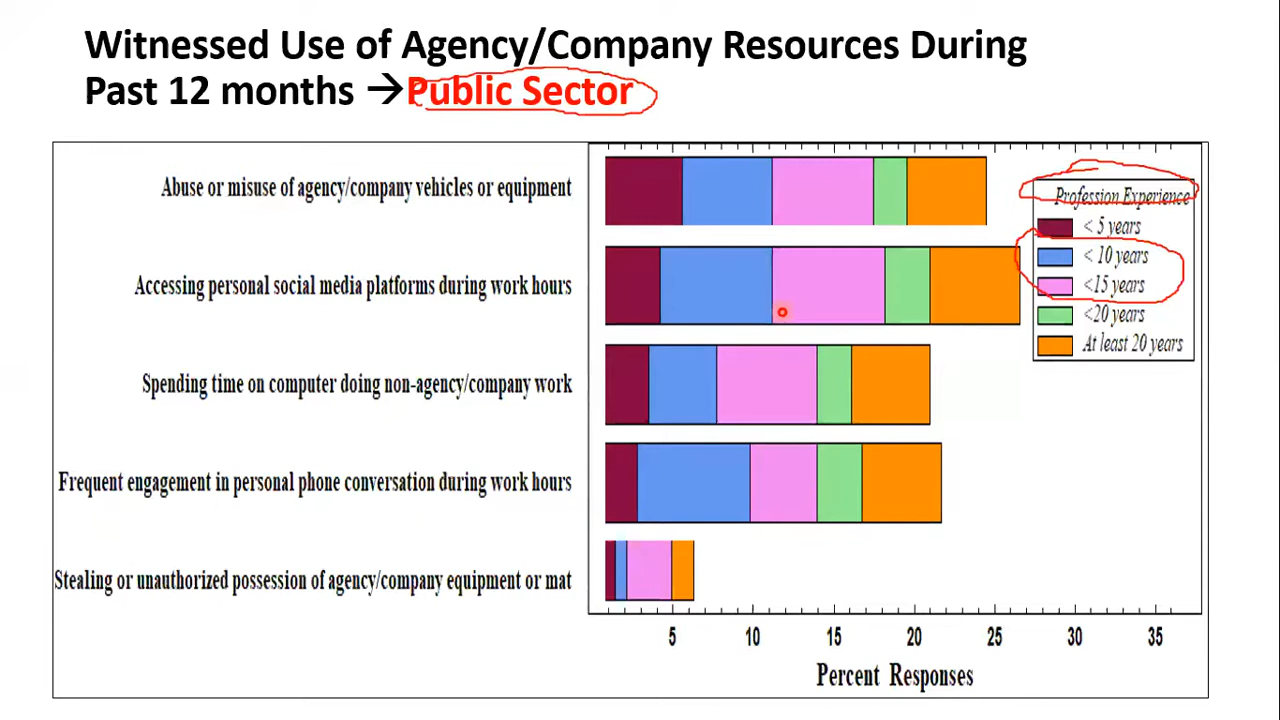 Witnessed Use of Agency/Company Resources During
Past 12 months →Public Sector
Abuse or misuse of agency/company vehicles or equipment
Accessing personal social media platforms during work hours
Spending time on computer doing non-agency/company work
Frequent engagement in personal phone conversation during work hours
Stealing or unauthorized possession of agency/company equipment or mat
Profession Experience
< 5 years
< 10 years
<15 years
<20 years
At least 20 years
5 10 15 20 25 30 35
Percent Responses